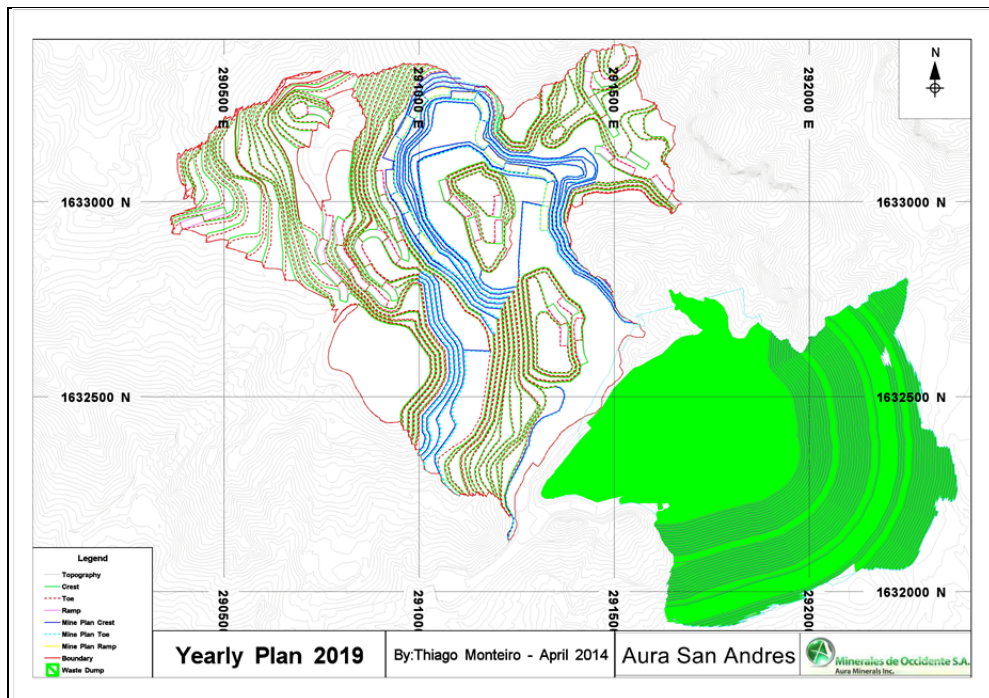 N
290500 E
291000 E
291500 E
292000 E
1633000 N
1633000 N
1632500 N
1632500 N
1632000 N
1632000 N
290500
291000
291500
292000
Legend
Topography
Crest
Toe
Ramp
Mine Plan Crest
Mine Plan Toe
Mine Plan Ramp
Boundary
Waste Dump
Yearly Plan 2019
By:Thiago Monteiro - April 2014
Aura San Andres
Minerales de Occidente S.A.
Aura Minerals Inc.